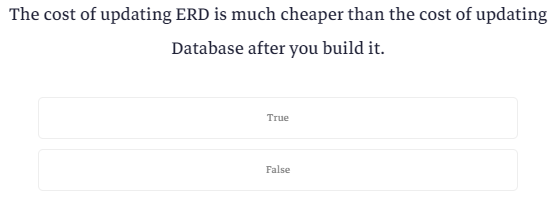 The cost of updating ERD is much cheaper than the cost of updating
Database after you build it.
True
False